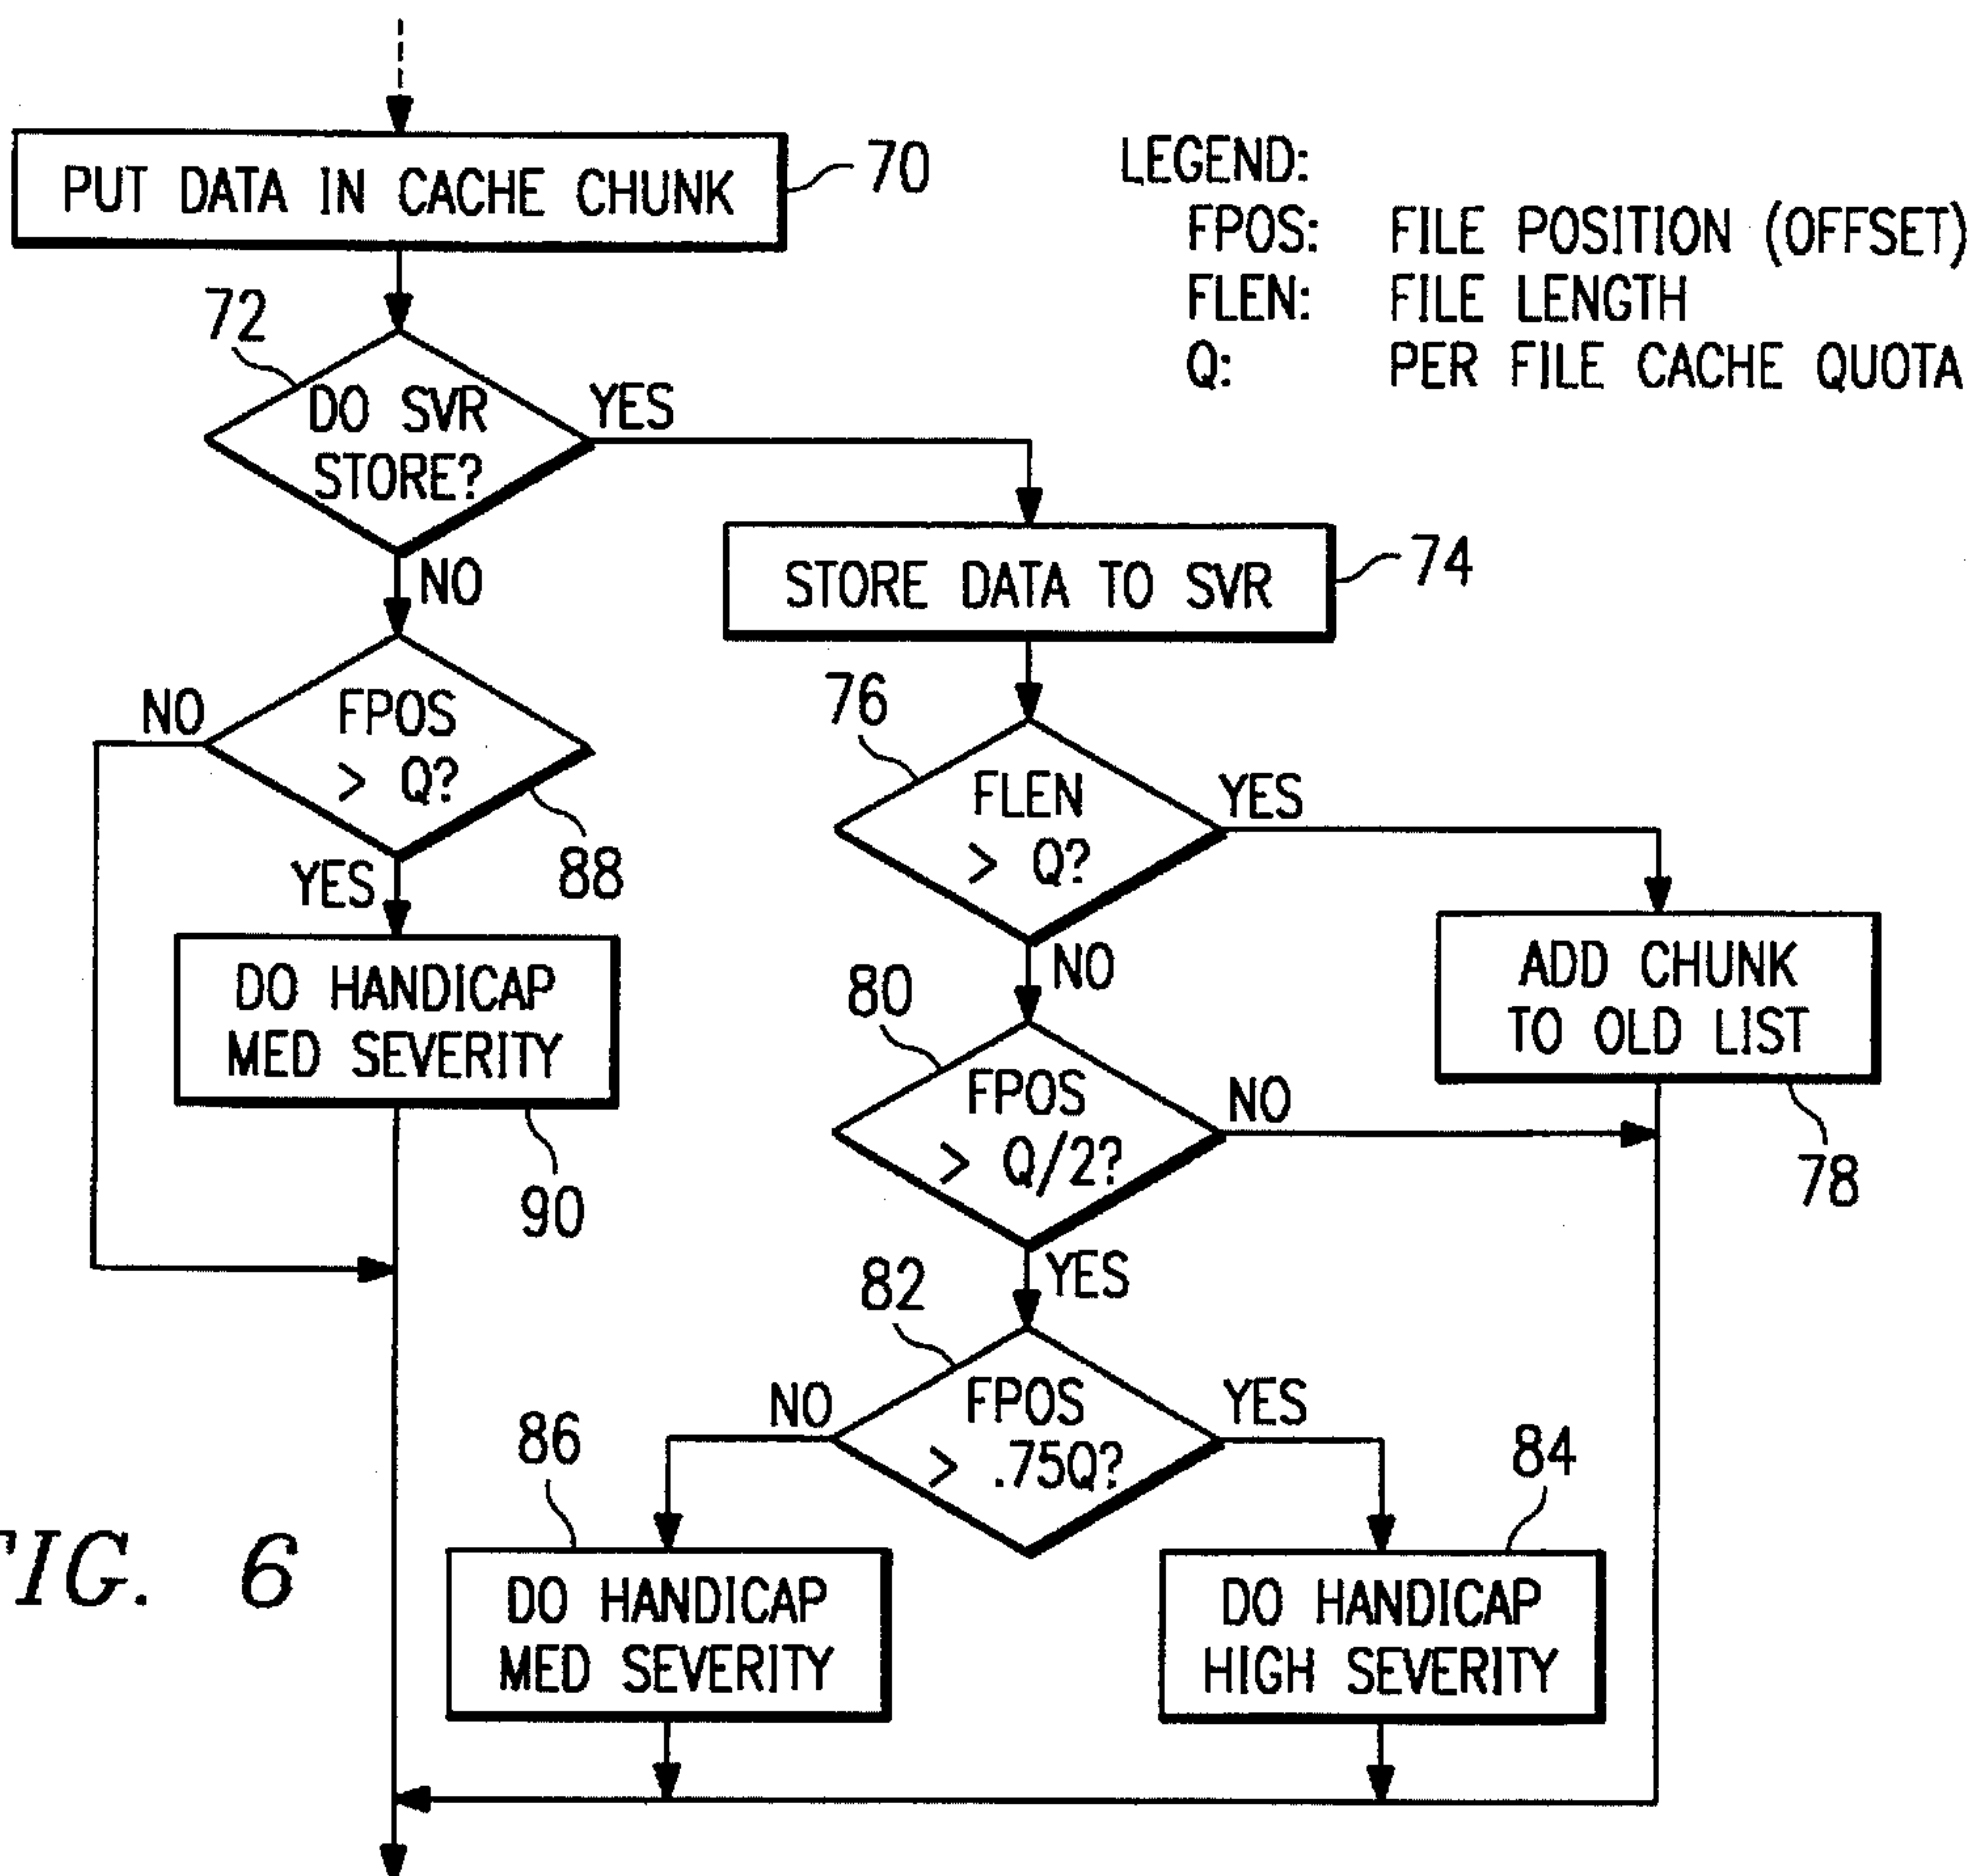 PUT DATA IN CACHE CHUNK
70
LEGEND:
FPOS: FILE POSITION (OFFSET)
FLEN: FILE LENGTH
Q: PER FILE CACHE QUOTA
72
DO SVR
STORE?
YES
NO
STORE DATA TO SVR
74
NO
FPOS
> Q?
88
YES
76
FLEN
> Q?
YES
NO
DO HANDICAP
MED SEVERITY
90
ADD CHUNK
TO OLD LIST
78
80
FPOS
> Q/2?
NO
YES
82
FPOS
> .75Q?
NO
YES
86
DO HANDICAP
MED SEVERITY
84
DO HANDICAP
HIGH SEVERITY
FIG. 6